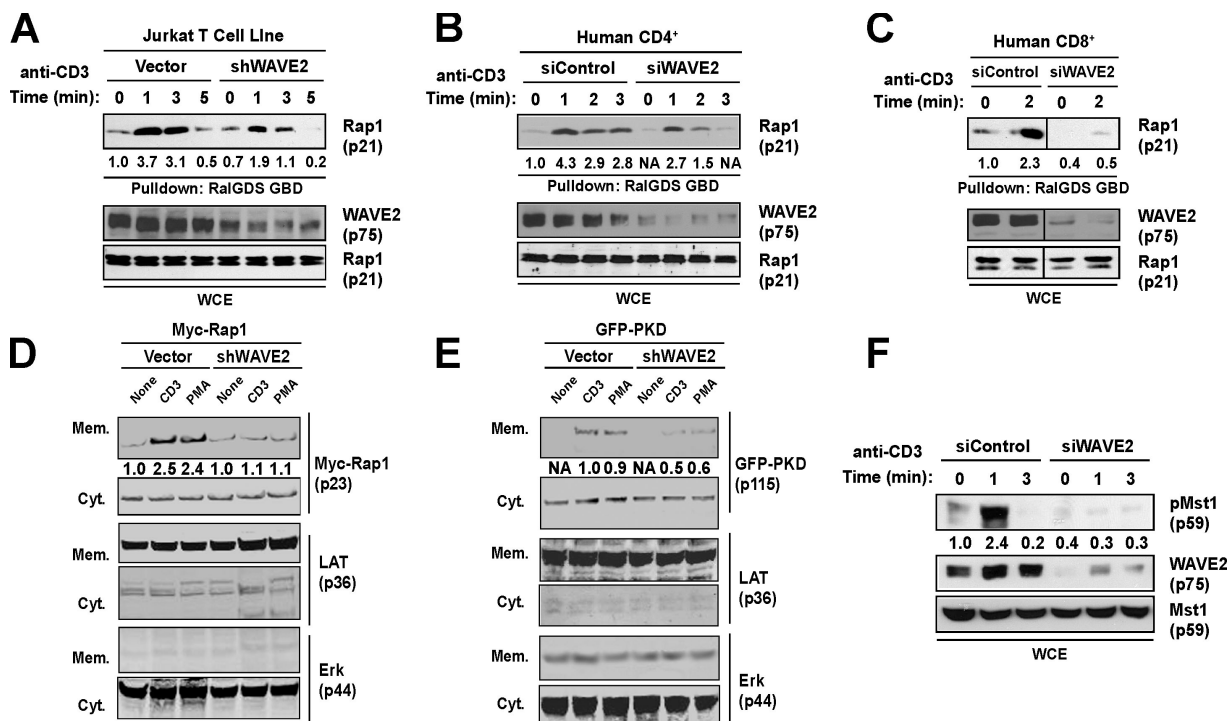 A
Jurkat T Cell LIne
anti-CD3 Vector shWAVE2
Time (min): 0 1 3 5 0 1 3 5
Rap1
(p21)
1.0 3.7 3.1 0.5 0.7 1.9 1.1 0.2
Pulldown: RalGDS GBD
WAVE2
(p75)
Rap1
(p21)
WCE
B
Human CD4+
anti-CD3 siControl siWAVE2
Time (min): 0 1 2 3 0 1 2 3
Rap1
(p21)
1.0 4.3 2.9 2.8 NA 2.7 1.5 NA
Pulldown: RalGDS GBD
WAVE2
(p75)
Rap1
(p21)
WCE
C
Human CD8+
anti-CD3 siControl siWAVE2
Time (min): 0 2 0 2
Rap1
(p21)
1.0 2.3 0.4 0.5
Pulldown: RalGDS GBD
WAVE2
(p75)
Rap1
(p21)
WCE
D
Myc-Rap1
Vector shWAVE2
None CD3 PMA None CD3 PMA
Mem.
1.0 2.5 2.4 1.0 1.1 1.1
Myc-Rap1
(p23)
Cyt.
Mem.
LAT
(p36)
Cyt.
Mem.
Erk
(p44)
Cyt.
E
GFP-PKD
Vector shWAVE2
None CD3 PMA None CD3 PMA
Mem.
NA 1.0 0.9 NA 0.5 0.6
GFP-PKD
(p115)
Cyt.
Mem.
LAT
(p36)
Cyt.
Mem.
Erk
(p44)
Cyt.
F
anti-CD3 siControl siWAVE2
Time (min): 0 1 3 0 1 3
pMst1
(p59)
1.0 2.4 0.2 0.4 0.3 0.3
WAVE2
(p75)
Mst1
(p59)
WCE